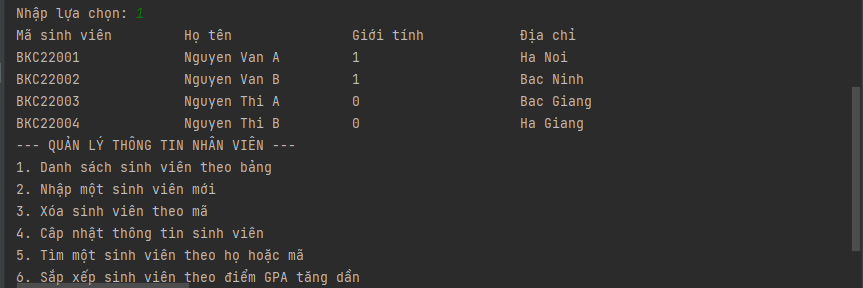 Nhập lựa chọn: 1
Mã sinh viên Họ tên Giới tính Địa chỉ
BKC22001 Nguyen Van A 1 Ha Noi
BKC22002 Nguyen Van B 1 Bac Ninh
BKC22003 Nguyen Thi A 0 Bac Giang
BKC22004 Nguyen Thi B 0 Ha Giang
--- QUẢN LÝ THÔNG TIN NHÂN VIÊN ---
1. Danh sách sinh viên theo bảng
2. Nhập một sinh viên mới
3. Xóa sinh viên theo mã
4. Câp nhật thông tin sinh viên
5. Tìm một sinh viên theo họ hoặc mã
6. Sắp xếp sinh viên theo điểm GPA tăng dần